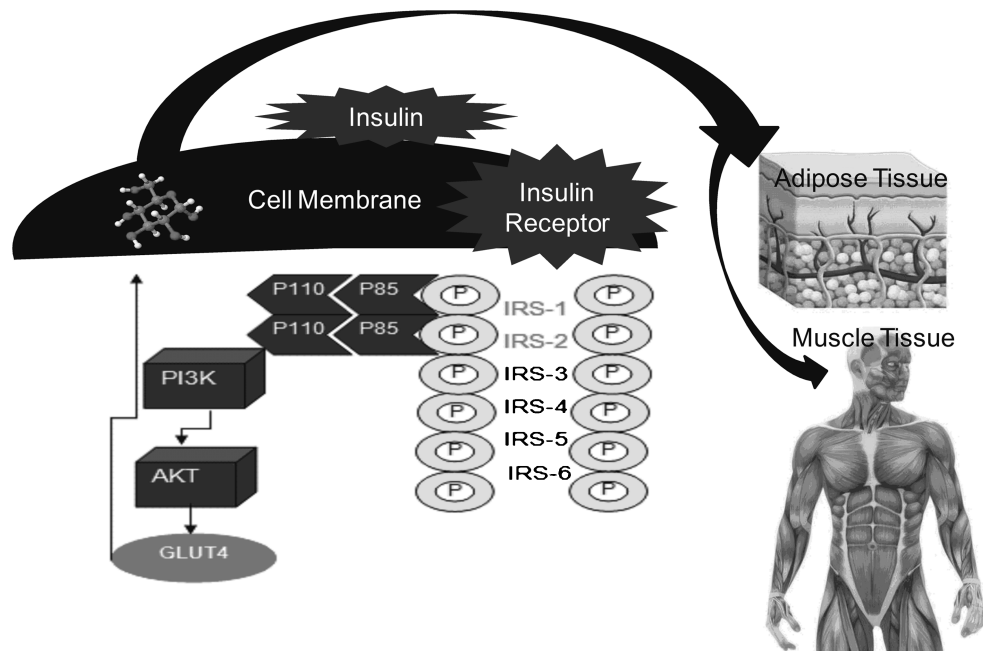 Insulin
Cell Membrane
Insulin
Receptor
Adipose Tissue
Muscle Tissue
P110 P85 P IRS-1 P
P110 P85 P IRS-2 P
P IRS-3 P
P IRS-4 P
P IRS-5 P
P IRS-6 P
PI3K
AKT
GLUT4